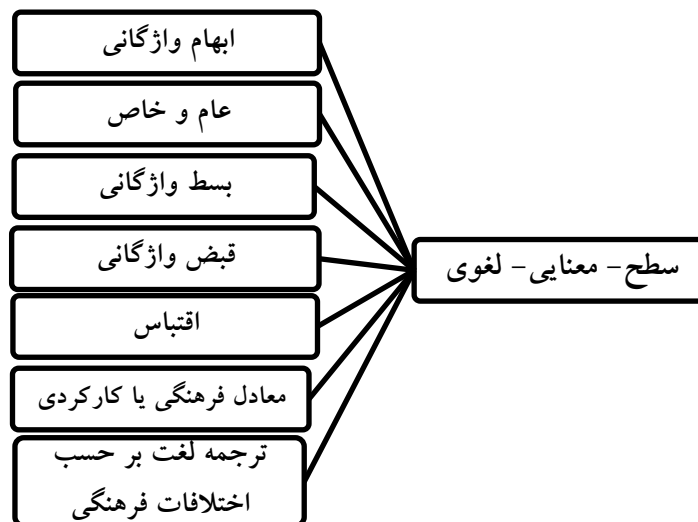 سطح- معنایی- لغوی
ابهام واژگانی
عام و خاص
بسط واژگانی
قبض واژگانی
اقتباس
معادل فرهنگی یا کارکردی
ترجمه لغت بر حسب
اختلافات فرهنگی